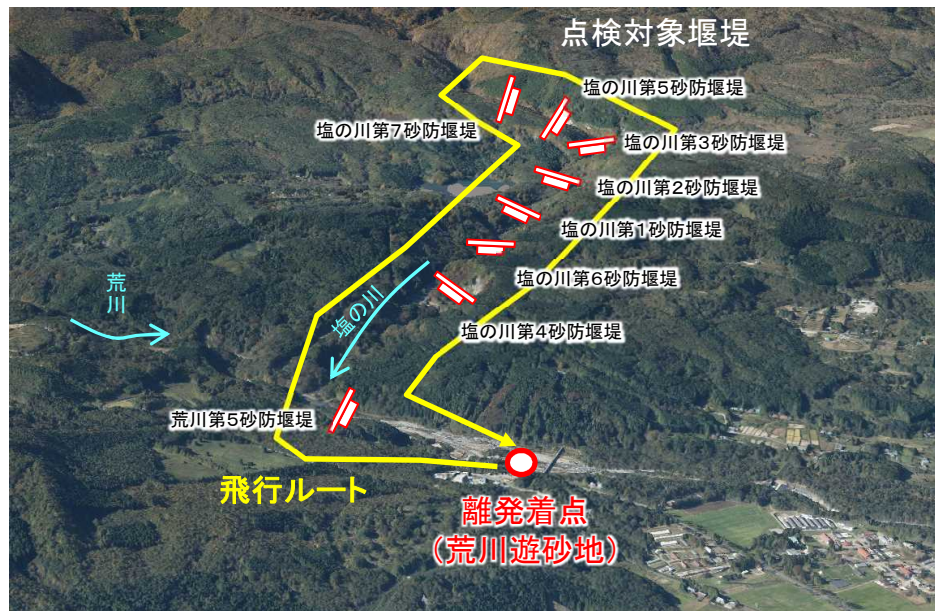 点検対象堰堤
塩の川第5砂防堰堤
塩の川第7砂防堰堤
塩の川第3砂防堰堤
塩の川第2砂防堰堤
塩の川第1砂防堰堤
荒川
塩の川第6砂防堰堤
塩の川
塩の川第4砂防堰堤
荒川第5砂防堰堤
飛行ルート
離発着点
（荒川遊砂地）